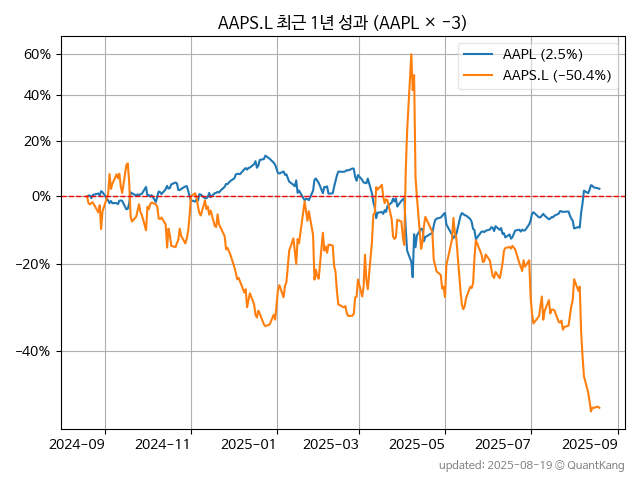 AAPS.L 최근 1년 성과 (AAPL × −3)
AAPL (2.5%)
AAPS.L (−50.4%)
60%
40%
20%
0%
−20%
−40%
2024-09 2024-11 2025-01 2025-03 2025-05 2025-07 2025-09
updated: 2025-08-19 © QuantKang